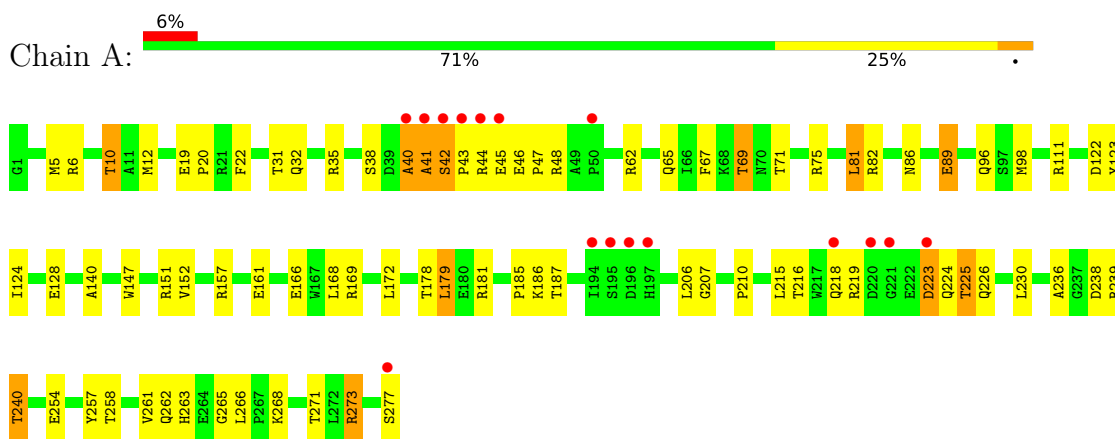 6%
Chain A:
71% 25% •
G1 M5 R6 T10 A11 M12 E19 P20 R21 F22 T31 Q32 R35 S38 D39 A40 A41 S42 P43 R44 E45 E46 P47 R48 A49 P50 R62 Q65 I66 F67 K68 T69 N70 T71 R75 L81 R82 N86 E89 Q96 S97 M98 R111 D122 Y123
I124 E128 A140 W147 R151 V152 R157 E161 E166 W167 L168 R169 L172 T178 L179 E180 R181 P185 K186 T187 I194 S195 D196 H197 L206 G207 P210 L215 T216 W217 Q218 R219 D220 G221 E222 D223 Q224 T225 Q226 L230 A236 G237 D238 R239
T240 E254 Y257 T258 V261 Q262 H263 E264 G265 L266 P267 K268 T271 L272 R273 S277